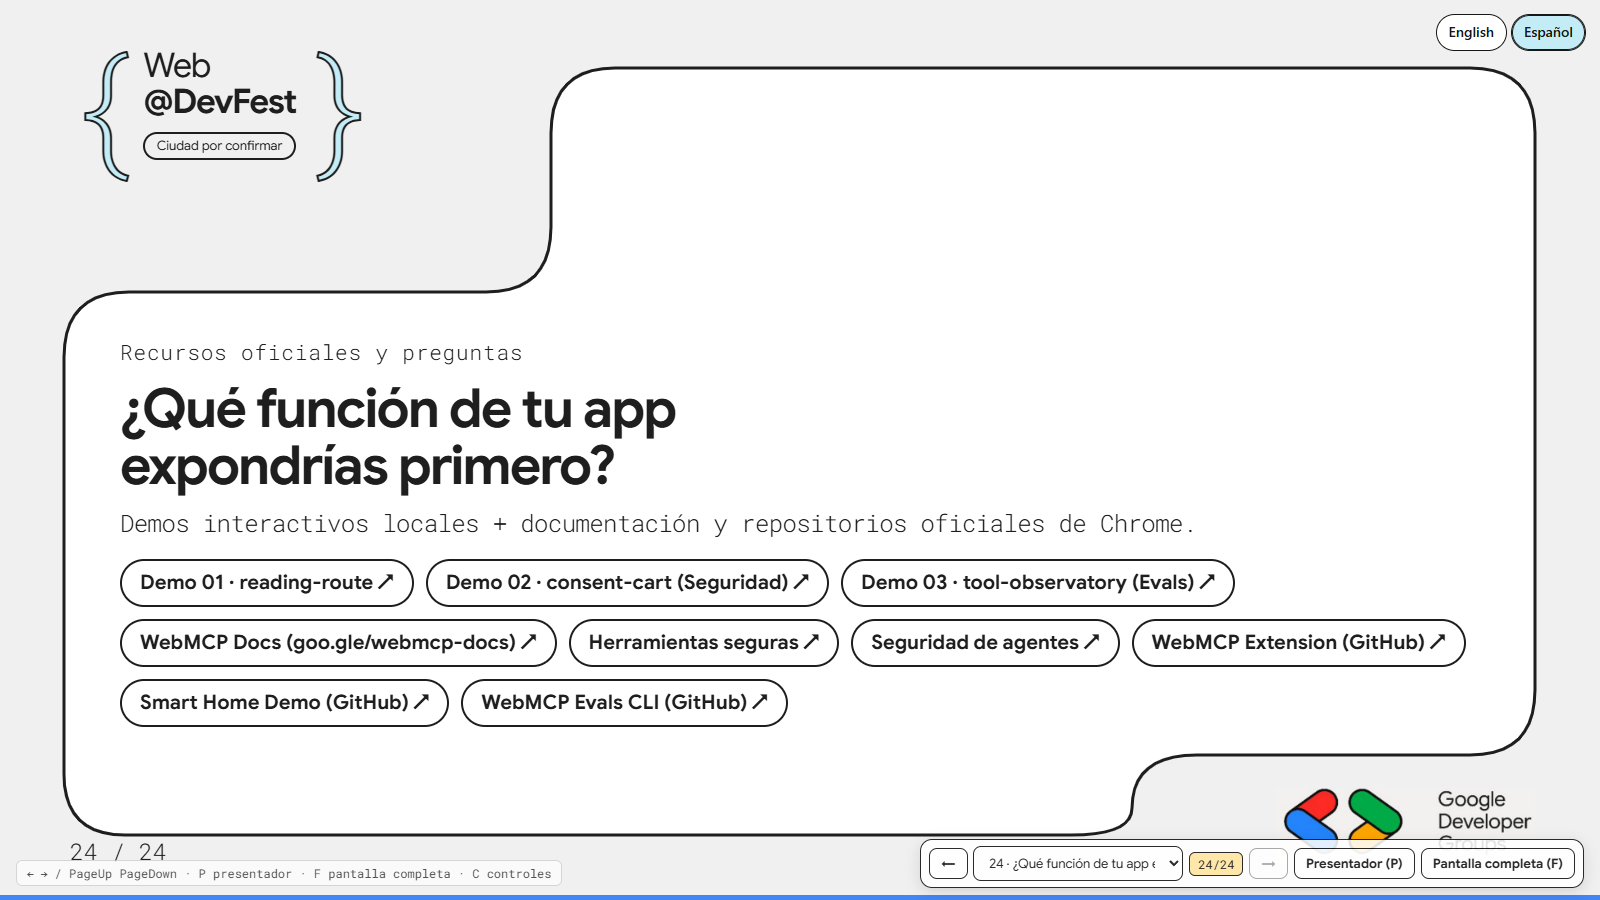 English Español
Web
@DevFest
Ciudad por confirmar
Recursos oficiales y preguntas
¿Qué función de tu app
expondrías primero?
Demos interactivos locales + documentación y repositorios oficiales de Chrome.
Demo 01 · reading-route ↗ Demo 02 · consent-cart (Seguridad) ↗ Demo 03 · tool-observatory (Evals) ↗
WebMCP Docs (goo.gle/webmcp-docs) ↗ Herramientas seguras ↗ Seguridad de agentes ↗ WebMCP Extension (GitHub) ↗
Smart Home Demo (GitHub) ↗ WebMCP Evals CLI (GitHub) ↗
Google
Developer
Groups
24 / 24
← → / PageUp PageDown · P presentador · F pantalla completa · C controles
← 24 · ¿Qué función de tu app 24/24 → Presentador (P) Pantalla completa (F)